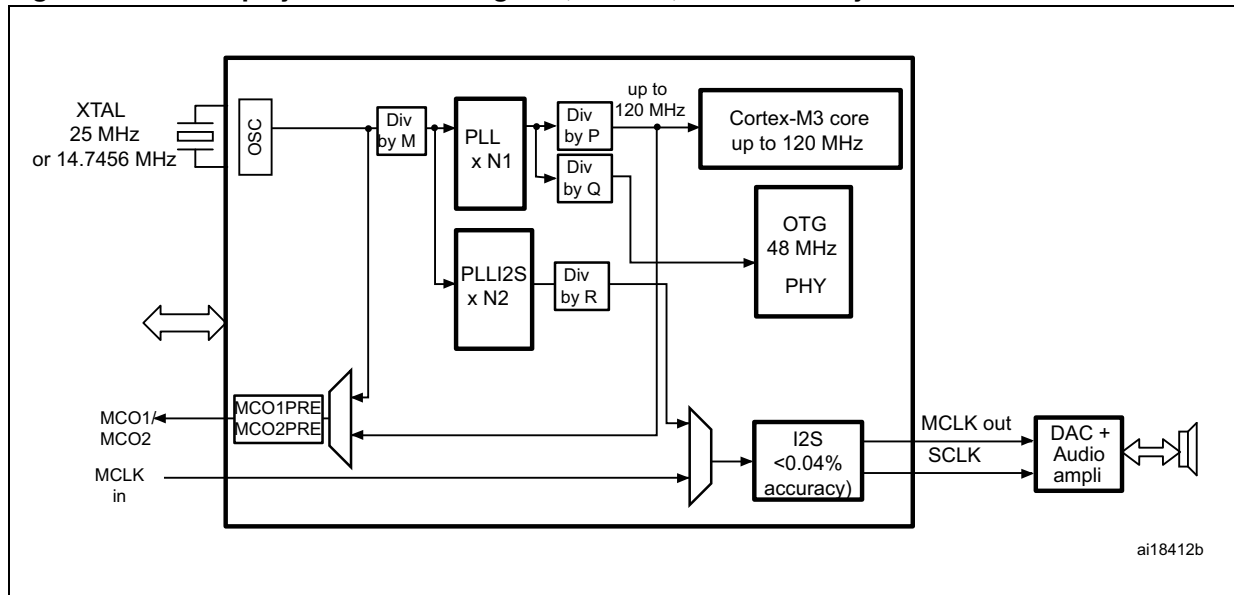 XTAL
25 MHz
or 14.7456 MHz
OSC
Div
by M
PLL
x N1
Div
by P
up to
120 MHz
Cortex-M3 core
up to 120 MHz
Div
by Q
OTG
48 MHz
PHY
PLLI2S
x N2
Div
by R
MCO1/
MCO2
MCO1PRE
MCO2PRE
MCLK
in
I2S
<0.04%
accuracy)
MCLK out
SCLK
DAC +
Audio
ampli
ai18412b